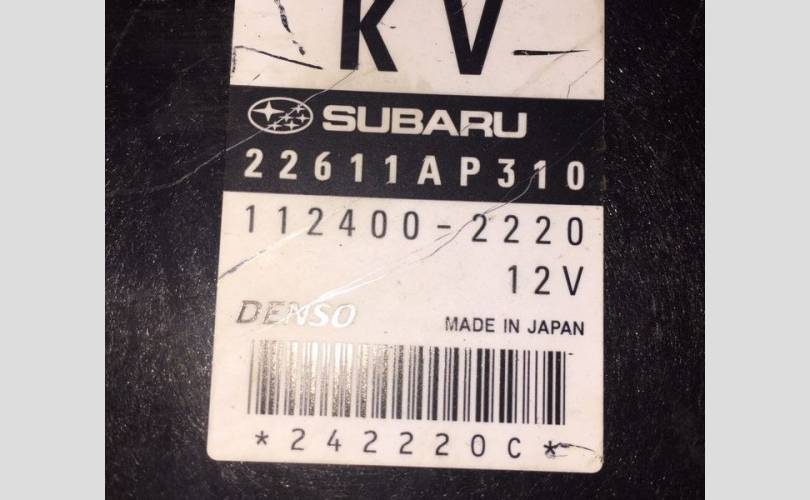 KV
SUBARU
22611AP310
112400-2220
12V
DENSO
MADE IN JAPAN
*242220C*